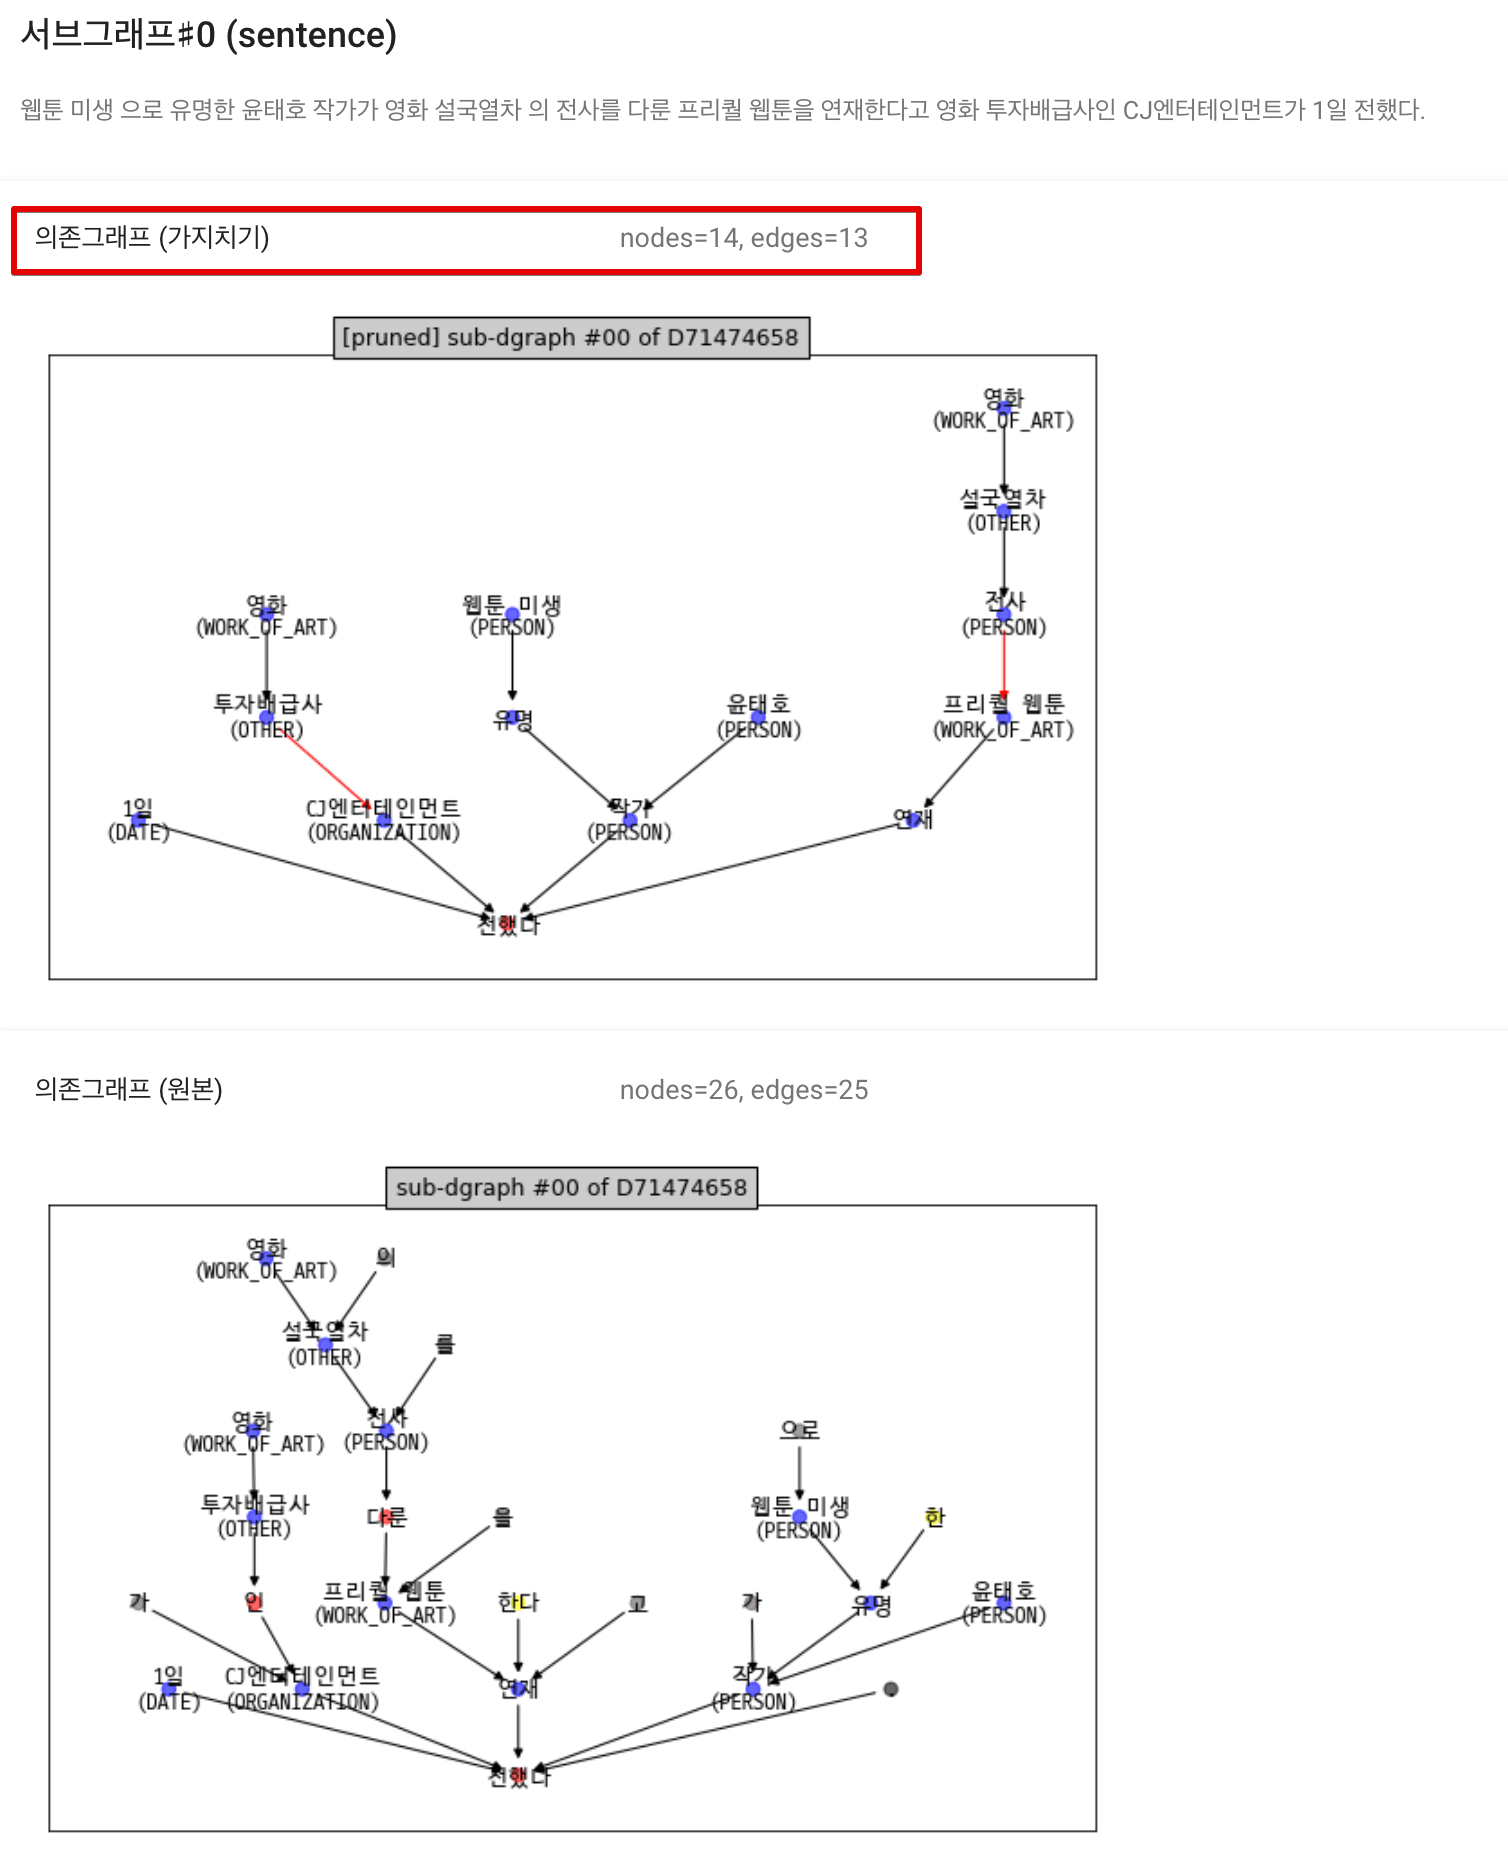 서브그래프#0 (sentence)
웹툰 미생 으로 유명한 윤태호 작가가 영화 설국열차 의 전사를 다룬 프리퀄 웹툰을 연재한다고 영화 투자배급사인 CJ엔터테인먼트가 1일 전했다.
의존그래프 (가지치기) nodes=14, edges=13
[pruned] sub-dgraph #00 of D71474658
영화
(WORK_OF_ART)
설국열차
(OTHER)
영화
(WORK_OF_ART)
웹툰 미생
(PERSON)
전사
(PERSON)
투자배급사
(OTHER)
유명
윤태호
(PERSON)
프리퀄 웹툰
(WORK_OF_ART)
1일
(DATE)
CJ엔터테인먼트
(ORGANIZATION)
작가
(PERSON)
연재
전했다
의존그래프 (원본) nodes=26, edges=25
sub-dgraph #00 of D71474658
영화
(WORK_OF_ART)
의
설국열차
(OTHER)
를
영화
(WORK_OF_ART)
전사
(PERSON)
으로
투자배급사
(OTHER)
다룬
을
웹툰 미생
(PERSON)
한
가
인
프리퀄 웹툰
(WORK_OF_ART)
한다
고
가
유명
윤태호
(PERSON)
1일
(DATE)
CJ엔터테인먼트
(ORGANIZATION)
연재
작가
(PERSON)
전했다